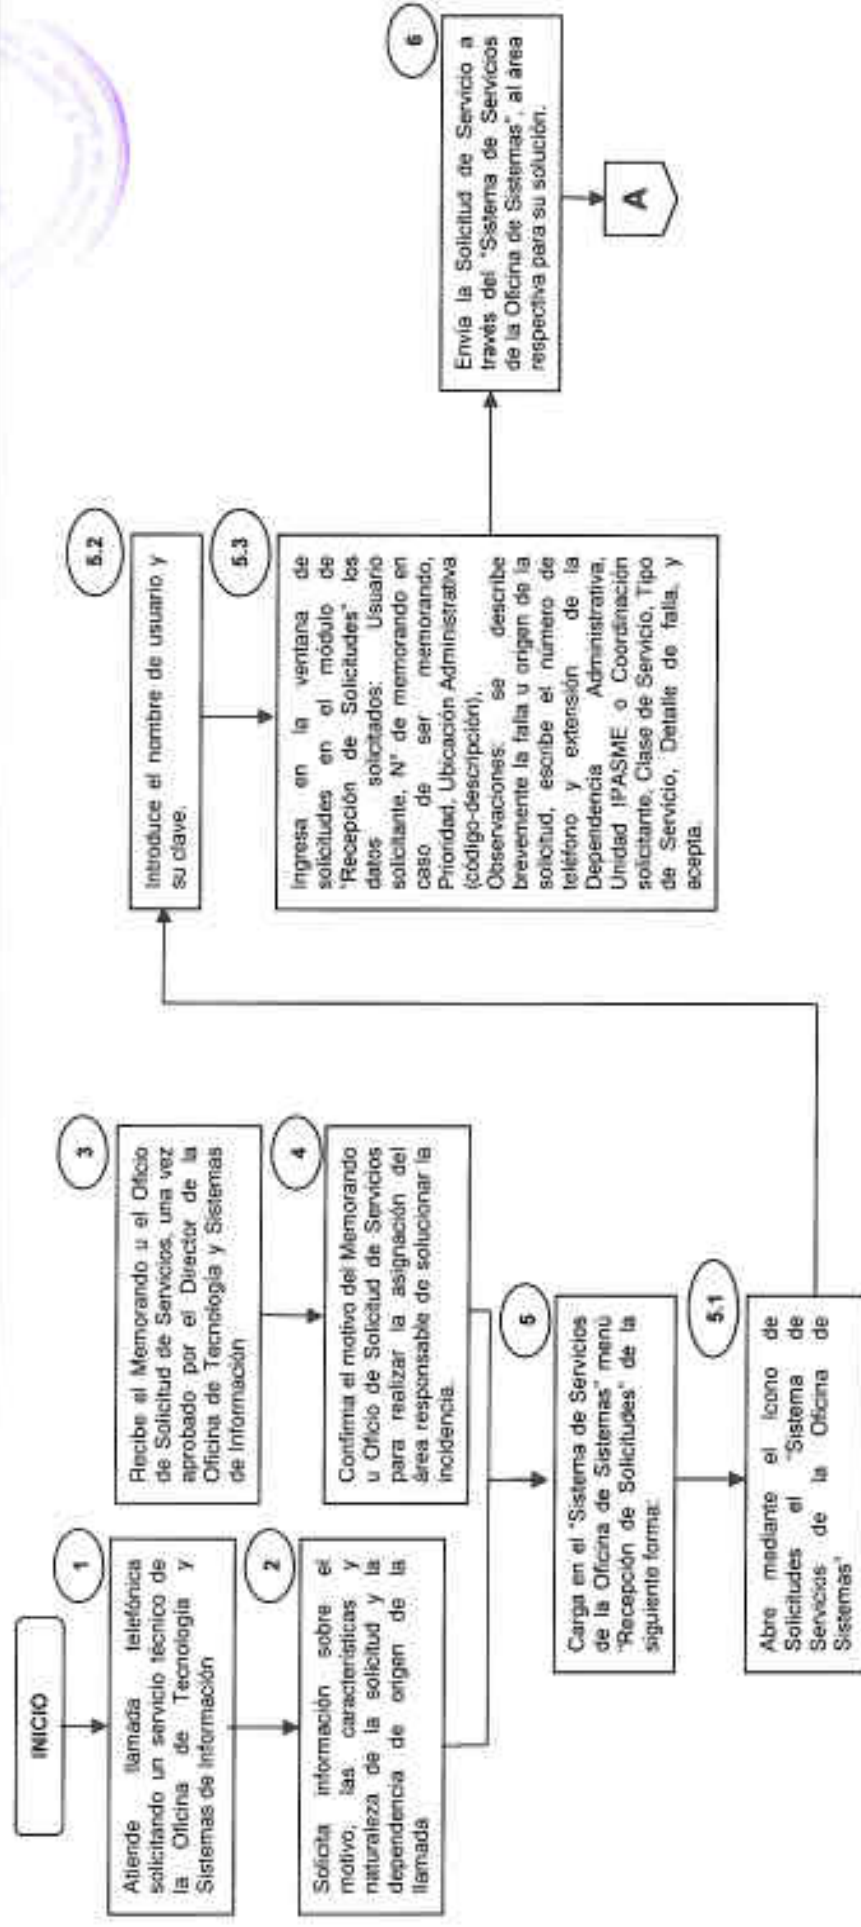 INICIO
1
Atiende llamada telefónica
solicitando un servicio técnico de
la Oficina de Tecnología y
Sistemas de Información
2
Solicita información sobre el
motivo, las características y
naturaleza de la solicitud y la
dependencia de origen de la
llamada
3
Recibe el Memorando u el Oficio
de Solicitud de Servicios, una vez
aprobado por el Director de la
Oficina de Tecnología y Sistemas
de Información
4
Confirma el motivo del Memorando
u Oficio de Solicitud de Servicios
para realizar la asignación del
área responsable de solucionar la
incidencia.
5
Carga en el "Sistema de Servicios
de la Oficina de Sistemas" menú
"Recepción de Solicitudes" de la
siguiente forma:
5.1
Abre mediante el ícono de
Solicitudes el "Sistema de
Servicios de la Oficina de
Sistemas"
5.2
Introduce el nombre de usuario y
su clave.
5.3
Ingresa en la ventana de
solicitudes en el módulo de
"Recepción de Solicitudes" los
datos solicitados: Usuario
solicitante, N° de memorando en
caso de ser memorando,
Prioridad, Ubicación Administrativa
(código-descripción),
Observaciones: se describe
brevemente la falla u origen de la
solicitud, escribe el número de
teléfono y extensión de la
Dependencia Administrativa,
Unidad IPASME o Coordinación
solicitante, Clase de Servicio, Tipo
de Servicio, Detalle de falla, y
acepta.
6
Envía la Solicitud de Servicio a
través del "Sistema de Servicios
de la Oficina de Sistemas", al área
respectiva para su solución.
A